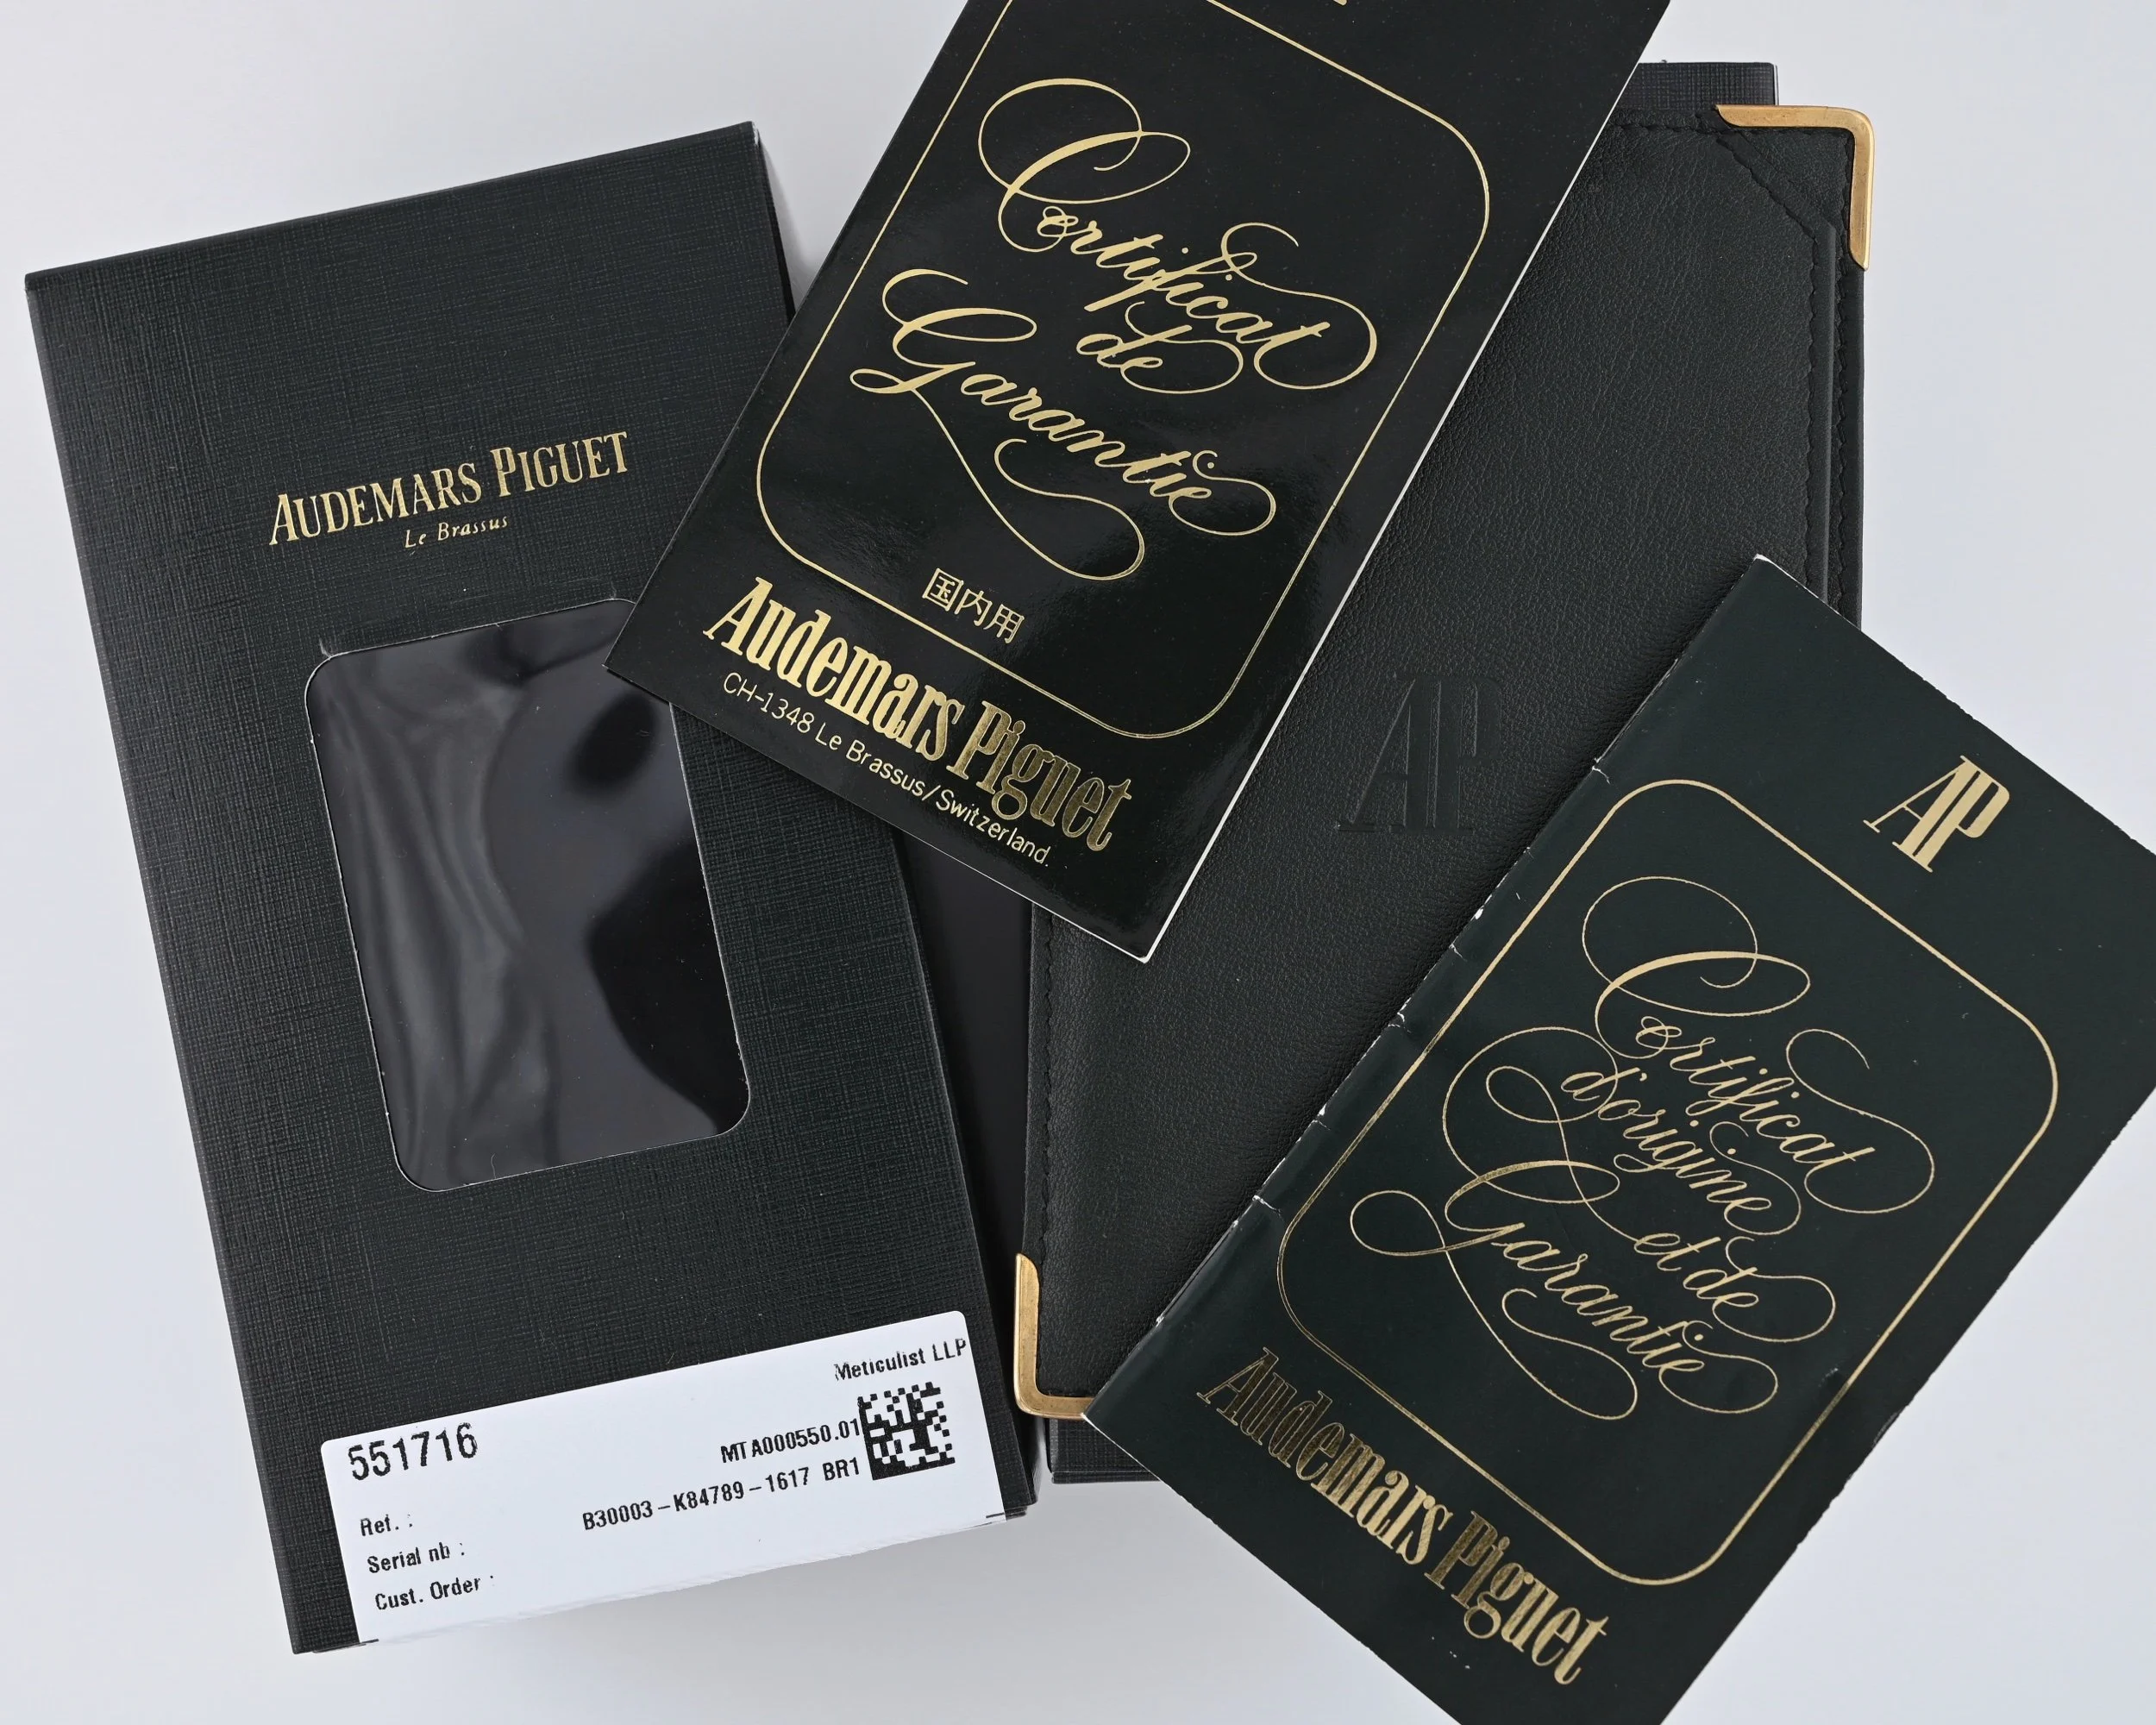 AUDEMARS PIGUET
Le Brassus
Meticulist LLP
551716
MTA000550.01
B30003-K84789-1617 BR1
Ref. :
Serial nb :
Cust. Order :
Certificat
de
Garantie
国内用
Audemars Piguet
CH-1348 Le Brassus/Switzerland.
AP
AP
Certificat
d'origine
et de
Garantie
Audemars Piguet